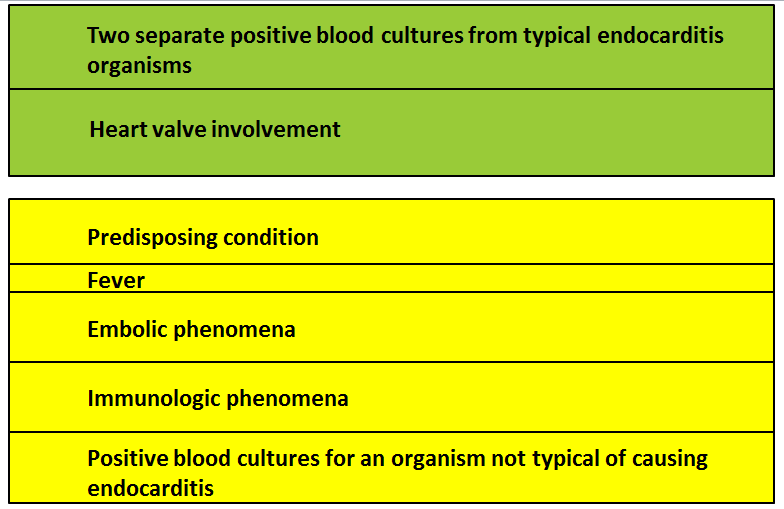 Two separate positive blood cultures from typical endocarditis
organisms
Heart valve involvement
Predisposing condition
Fever
Embolic phenomena
Immunologic phenomena
Positive blood cultures for an organism not typical of causing
endocarditis